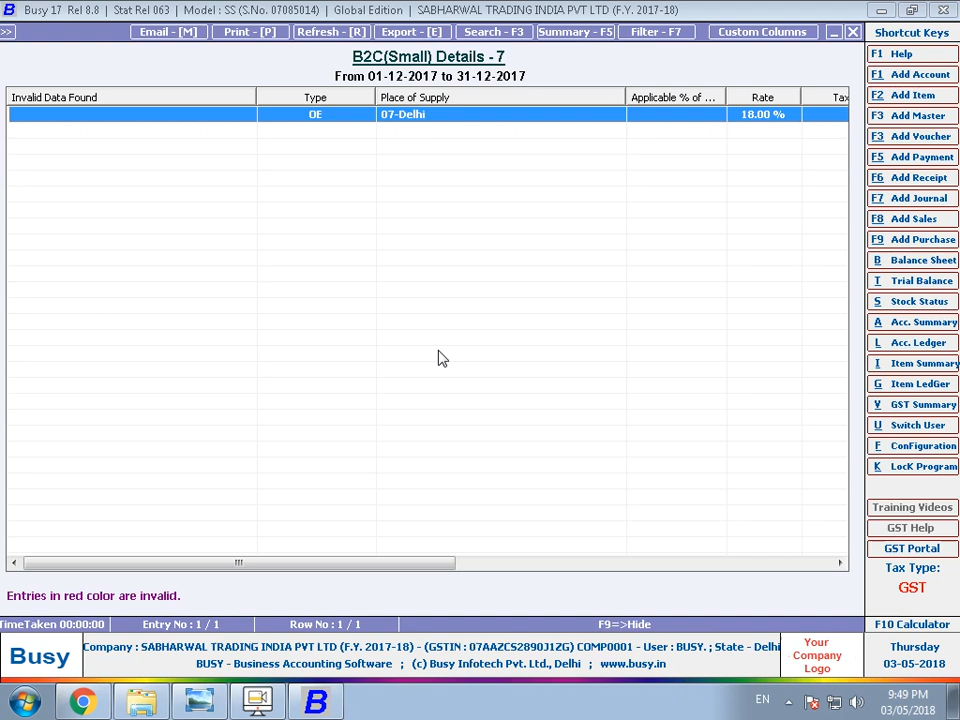 Busy 17 Rel 8.8 | Stat Rel 063 | Model : SS (S.No. 07085014) | Global Edition | SABHARWAL TRADING INDIA PVT LTD (F.Y. 2017-18)
>> Email - [M] Print - [P] Refresh - [R] Export - [E] Search - F3 Summary - F5 Filter - F7 Custom Columns
Shortcut Keys
B2C(Small) Details - 7
From 01-12-2017 to 31-12-2017
Invalid Data Found Type Place of Supply Applicable % of ... Rate Tax
OE 07-Delhi 18.00 %
F1 Help
F1 Add Account
F2 Add Item
F3 Add Master
F3 Add Voucher
F5 Add Payment
F6 Add Receipt
F7 Add Journal
F8 Add Sales
F9 Add Purchase
B Balance Sheet
T Trial Balance
S Stock Status
A Acc. Summary
L Acc. Ledger
I Item Summary
G Item LedGer
V GST Summary
U Switch User
F ConFiguration
K LocK Program
Training Videos
GST Help
GST Portal
Tax Type:
GST
Entries in red color are invalid.
TimeTaken 00:00:00 Entry No : 1 / 1 Row No : 1 / 1 F9=>Hide F10 Calculator
Busy
Company : SABHARWAL TRADING INDIA PVT LTD (F.Y. 2017-18) - (GSTIN : 07AAZCS2890J1ZG) COMP0001 - User : BUSY. ; State - Delhi
BUSY - Business Accounting Software ; (c) Busy Infotech Pvt. Ltd., Delhi ; www.busy.in
Your
Company
Logo
Thursday
03-05-2018
EN
9:49 PM
03/05/2018